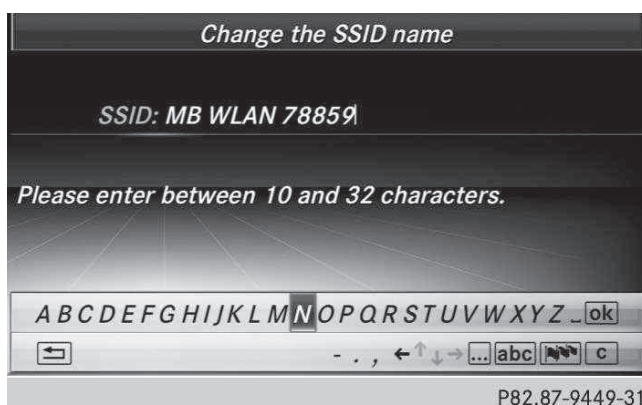 Change the SSID name
SSID: MB WLAN 78859
Please enter between 10 and 32 characters.
A B C D E F G H I J K L M N O P Q R S T U V W X Y Z _ ok
- . , ←↑↓→ ... abc C
P82.87-9449-31